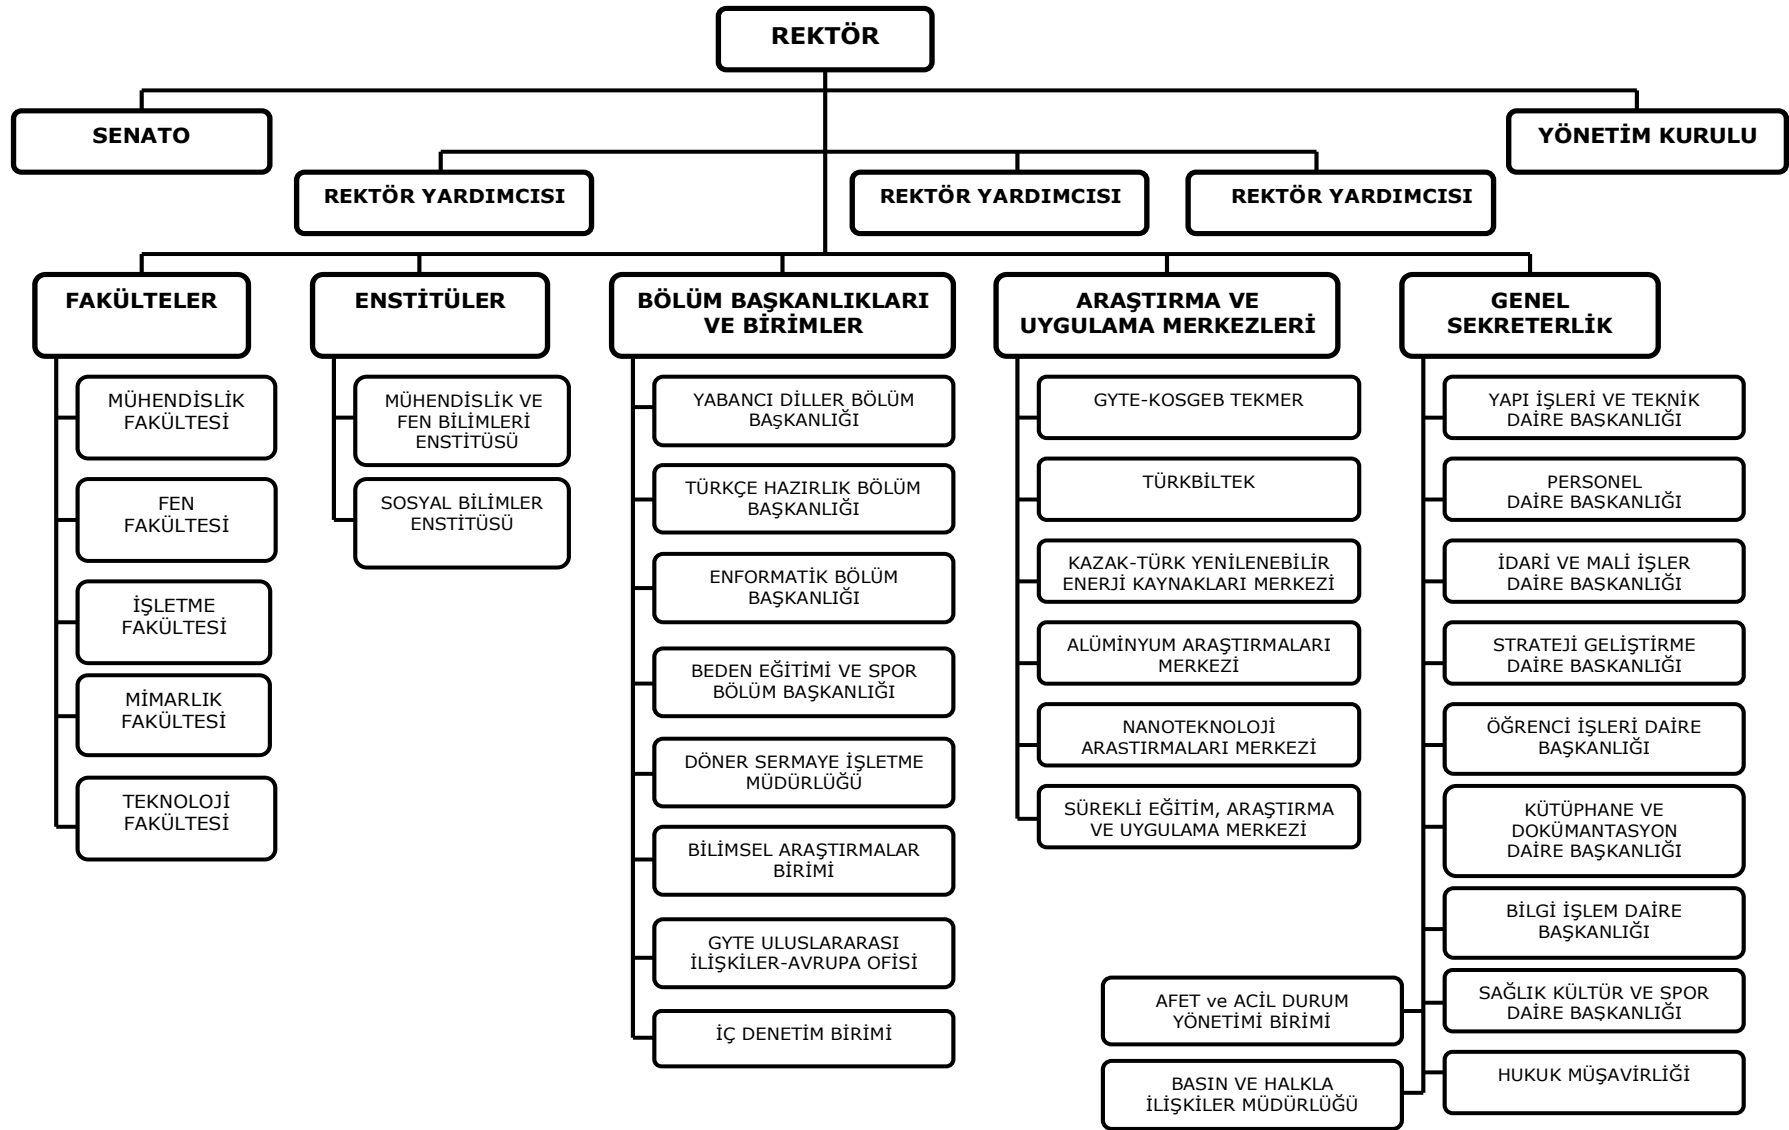 REKTÖR
SENATO
YÖNETİM KURULU
REKTÖR YARDIMCISI
REKTÖR YARDIMCISI
REKTÖR YARDIMCISI
FAKÜLTELER
MÜHENDİSLİK
FAKÜLTESİ
FEN
FAKÜLTESİ
İŞLETME
FAKÜLTESİ
MİMARLIK
FAKÜLTESİ
TEKNOLOJİ
FAKÜLTESİ
ENSTİTÜLER
MÜHENDİSLİK VE
FEN BİLİMLERİ
ENSTİTÜSÜ
SOSYAL BİLİMLER
ENSTİTÜSÜ
BÖLÜM BAŞKANLIKLARI
VE BİRİMLER
YABANCI DİLLER BÖLÜM
BAŞKANLIĞI
TÜRKÇE HAZIRLIK BÖLÜM
BAŞKANLIĞI
ENFORMATİK BÖLÜM
BAŞKANLIĞI
BEDEN EĞİTİMİ VE SPOR
BÖLÜM BAŞKANLIĞI
DÖNER SERMAYE İŞLETME
MÜDÜRLÜĞÜ
BİLİMSEL ARAŞTIRMALAR
BİRİMİ
GYTE ULUSLARARASI
İLİŞKİLER-AVRUPA OFİSİ
İÇ DENETİM BİRİMİ
ARAŞTIRMA VE
UYGULAMA MERKEZLERİ
GYTE-KOSGEB TEKMER
TÜRKBİLTEK
KAZAK-TÜRK YENİLENEBİLİR
ENERJİ KAYNAKLARI MERKEZİ
ALÜMİNYUM ARAŞTIRMALARI
MERKEZİ
NANOTEKNOLOJİ
ARASTIRMALARI MERKEZİ
SÜREKLİ EĞİTİM, ARAŞTIRMA
VE UYGULAMA MERKEZİ
GENEL
SEKRETERLİK
YAPI İŞLERİ VE TEKNİK
DAİRE BASKANLIĞI
PERSONEL
DAİRE BASKANLIĞI
İDARİ VE MALİ İŞLER
DAİRE BASKANLIĞI
STRATEJİ GELİŞTİRME
DAİRE BASKANLIĞI
ÖĞRENCİ İŞLERİ DAİRE
BAŞKANLIĞI
KÜTÜPHANE VE
DOKÜMANTASYON
DAİRE BAŞKANLIĞI
BİLGİ İŞLEM DAİRE
BAŞKANLIĞI
SAĞLIK KÜLTÜR VE SPOR
DAİRE BAŞKANLIĞI
HUKUK MÜŞAVİRLİĞİ
AFET ve ACİL DURUM
YÖNETİMİ BİRİMİ
BASIN VE HALKLA
İLİŞKİLER MÜDÜRLÜĞÜ